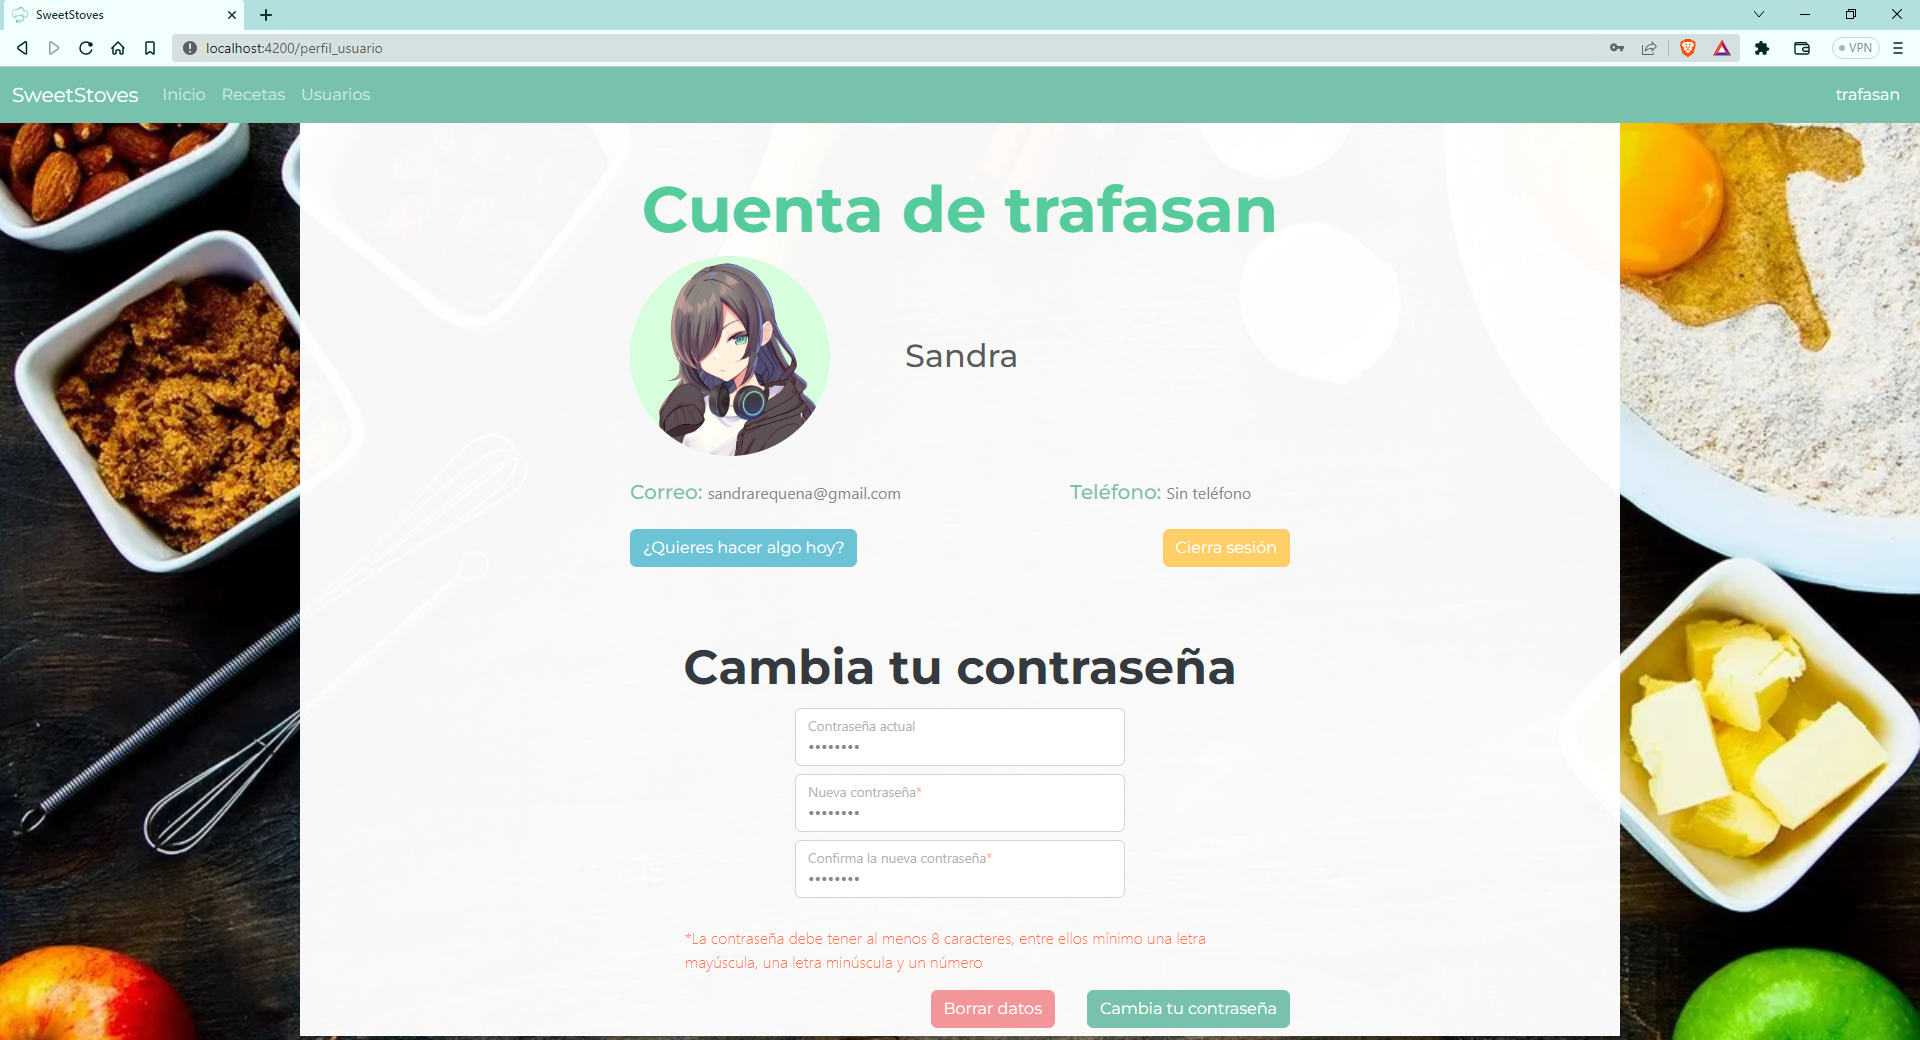 SweetStoves
localhost:4200/perfil_usuario
VPN
SweetStoves Inicio Recetas Usuarios trafasan
Cuenta de trafasan
Sandra
Correo: sandrarequena@gmail.com Teléfono: Sin teléfono
¿Quieres hacer algo hoy? Cierra sesión
Cambia tu contraseña
Contraseña actual
••••••••
Nueva contraseña*
••••••••
Confirma la nueva contraseña*
••••••••
*La contraseña debe tener al menos 8 caracteres, entre ellos mínimo una letra
mayúscula, una letra minúscula y un número
Borrar datos Cambia tu contraseña